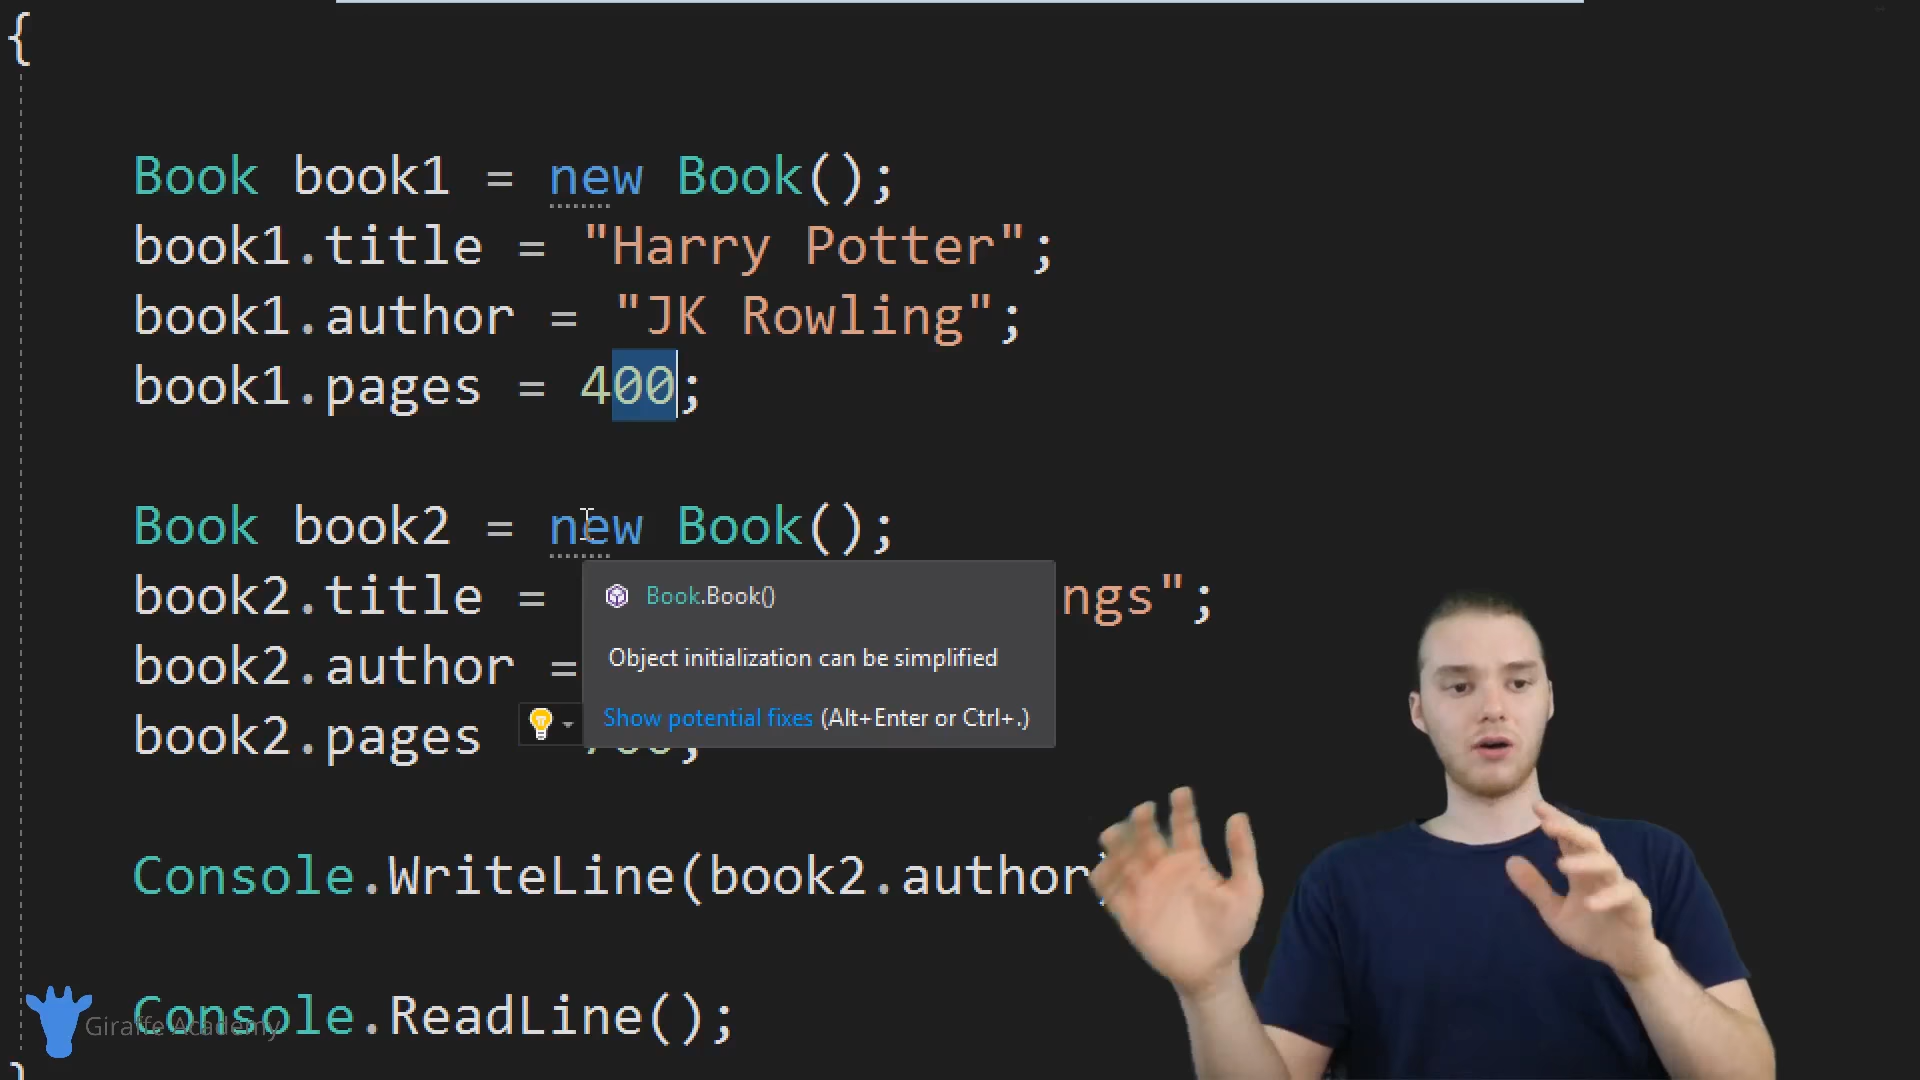 {
Book book1 = new Book();
book1.title = "Harry Potter";
book1.author = "JK Rowling";
book1.pages = 400;
Book book2 = new Book();
book2.title = ngs";
book2.author =
book2.pages
Book.Book()
Object initialization can be simplified
Show potential fixes (Alt+Enter or Ctrl+.)
Console.WriteLine(book2.author)
Console.ReadLine();
Giraffe Academy
}